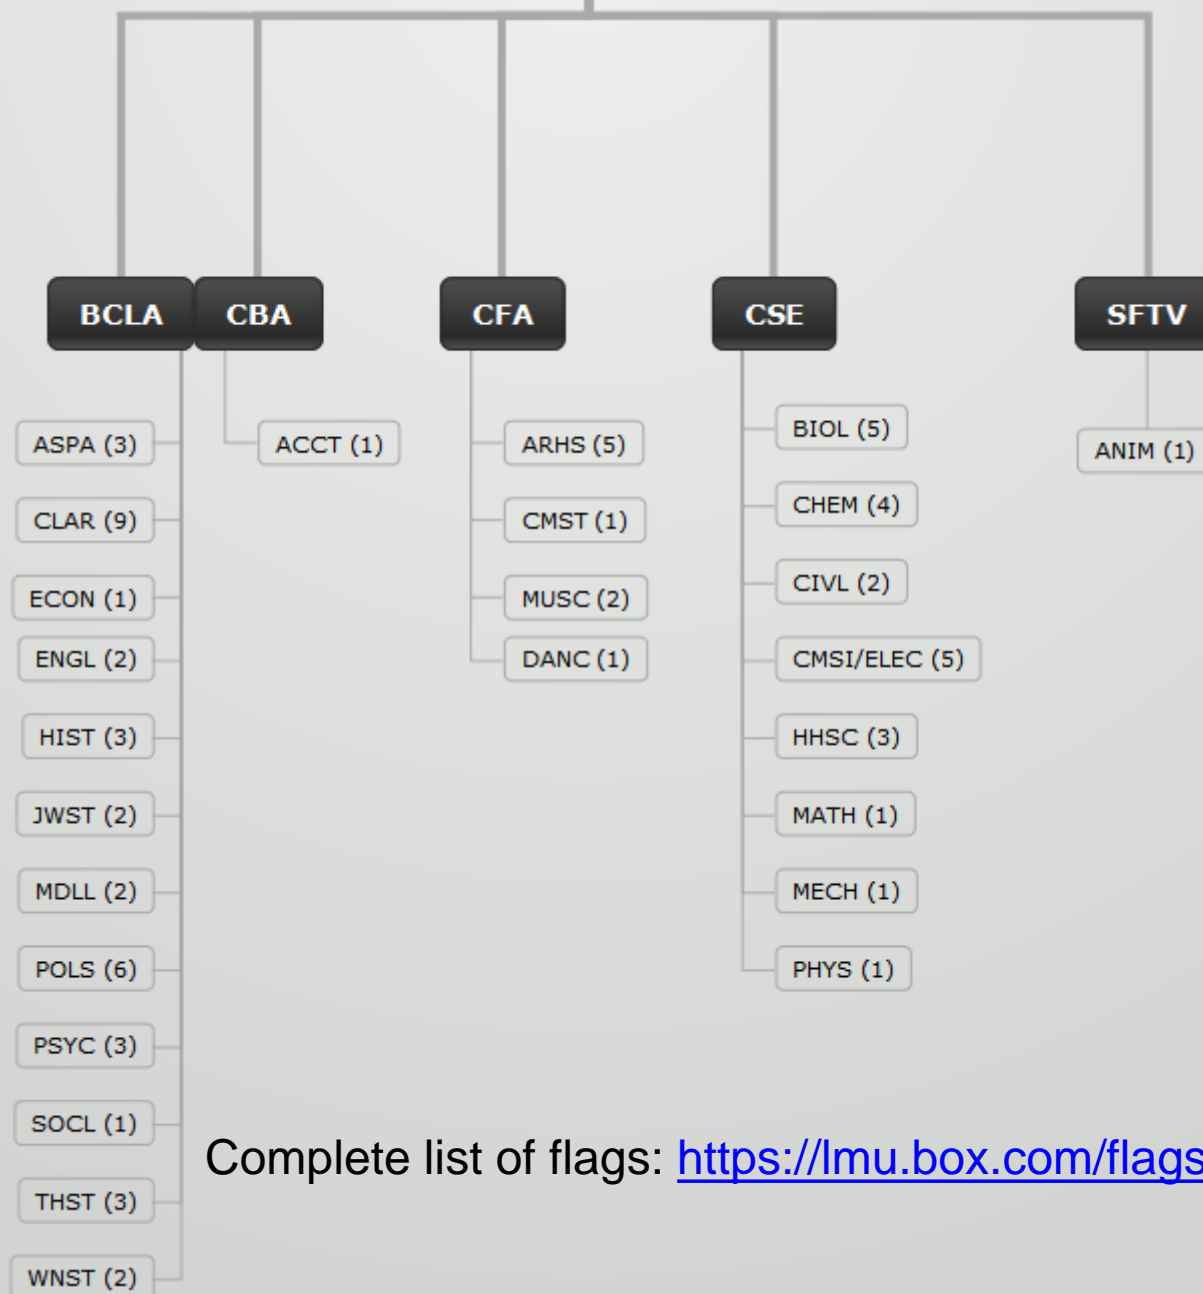 BCLA
CBA
CFA
CSE
SFTV
ASPA (3)
CLAR (9)
ECON (1)
ENGL (2)
HIST (3)
JWST (2)
MDLL (2)
POLS (6)
PSYC (3)
SOCL (1)
THST (3)
WNST (2)
ACCT (1)
ARHS (5)
CMST (1)
MUSC (2)
DANC (1)
BIOL (5)
CHEM (4)
CIVL (2)
CMSI/ELEC (5)
HHSC (3)
MATH (1)
MECH (1)
PHYS (1)
ANIM (1)
Complete list of flags: https://lmu.box.com/flags